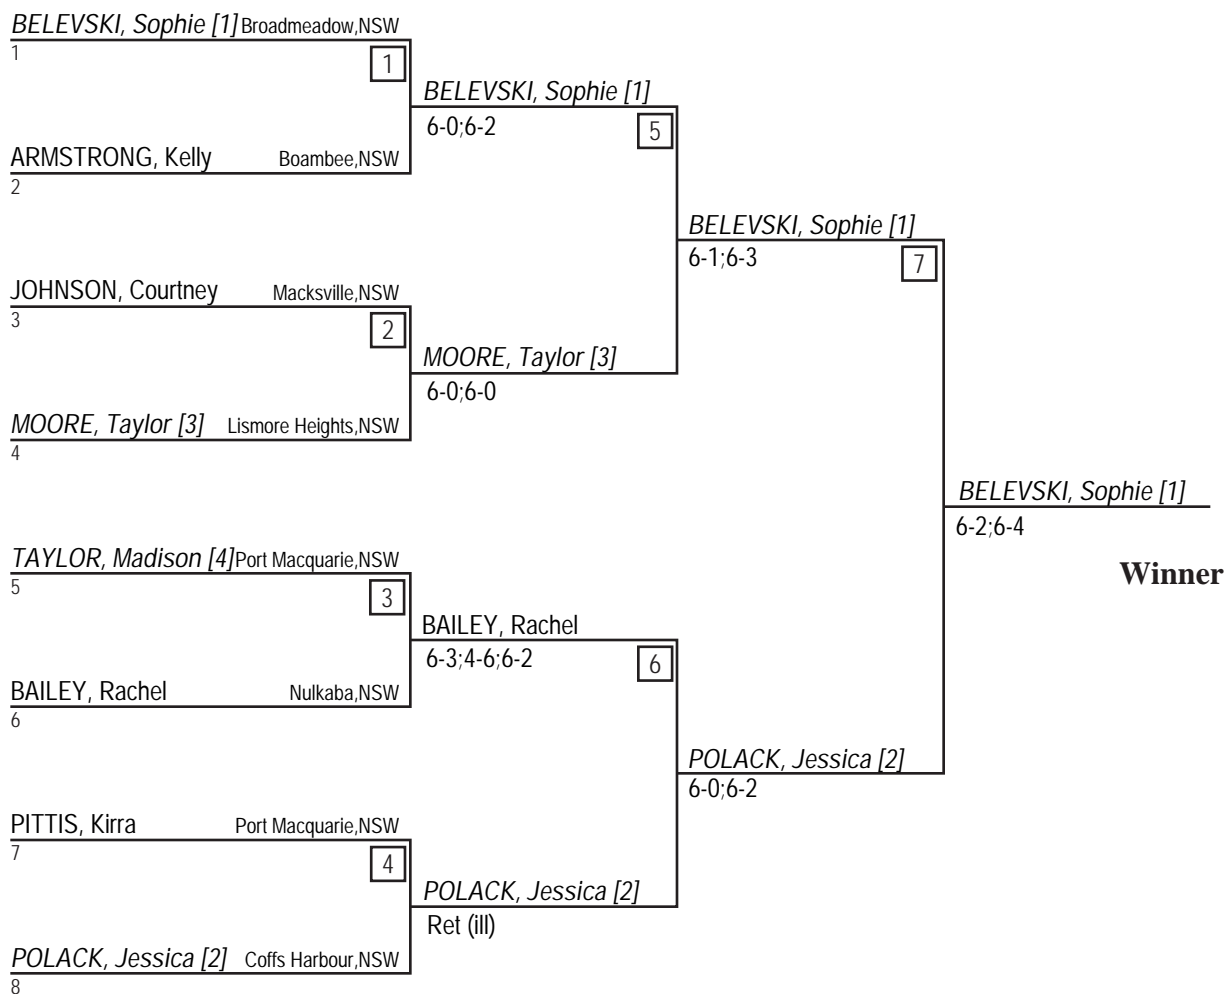 BELEVSKI, Sophie [1] Broadmeadow,NSW
1
1
BELEVSKI, Sophie [1]
6-0;6-2
5
ARMSTRONG, Kelly Boambee,NSW
2
BELEVSKI, Sophie [1]
6-1;6-3
7
JOHNSON, Courtney Macksville,NSW
3
2
MOORE, Taylor [3]
6-0;6-0
MOORE, Taylor [3] Lismore Heights,NSW
4
BELEVSKI, Sophie [1]
6-2;6-4
Winner
TAYLOR, Madison [4] Port Macquarie,NSW
5
3
BAILEY, Rachel
6-3;4-6;6-2
6
BAILEY, Rachel Nulkaba,NSW
6
POLACK, Jessica [2]
6-0;6-2
PITTIS, Kirra Port Macquarie,NSW
7
4
POLACK, Jessica [2]
Ret (ill)
POLACK, Jessica [2] Coffs Harbour,NSW
8